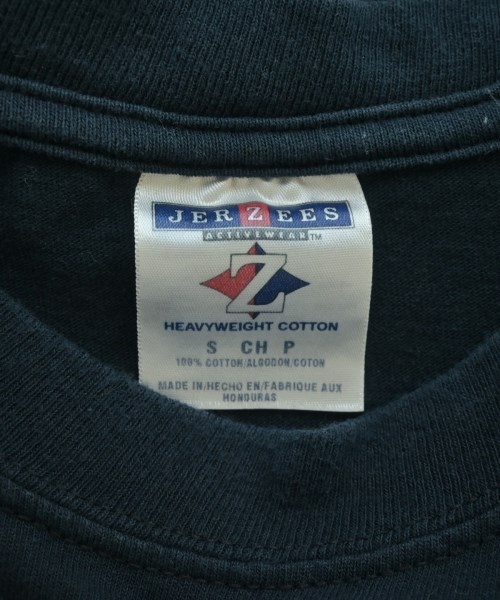 JERZEES
ACTIVEWEAR™
Z
HEAVYWEIGHT COTTON
S CH P
100% COTTON/ALGODON/COTON
MADE IN/HECHO EN/FABRIQUE AUX
HONDURAS